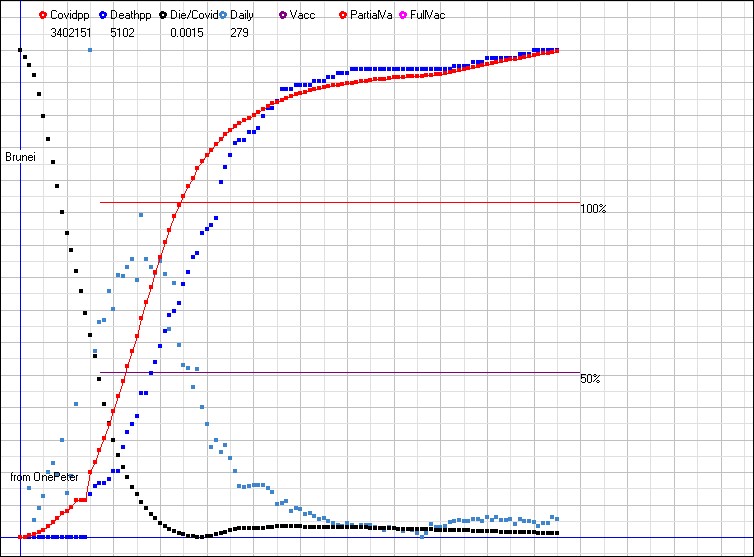 Covidpp Deathpp Die/Covid Daily Vacc PartialVa FullVac
3402151 5102 0.0015 279
Brunei
100%
50%
from OnePeter